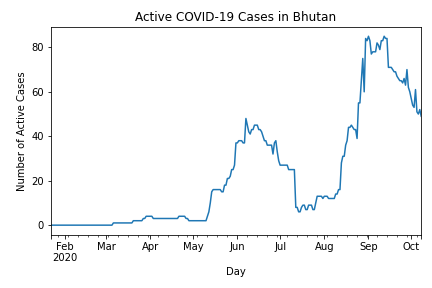 Active COVID-19 Cases in Bhutan
Number of Active Cases
80
60
40
20
0
Feb Mar Apr May Jun Jul Aug Sep Oct
2020
Day